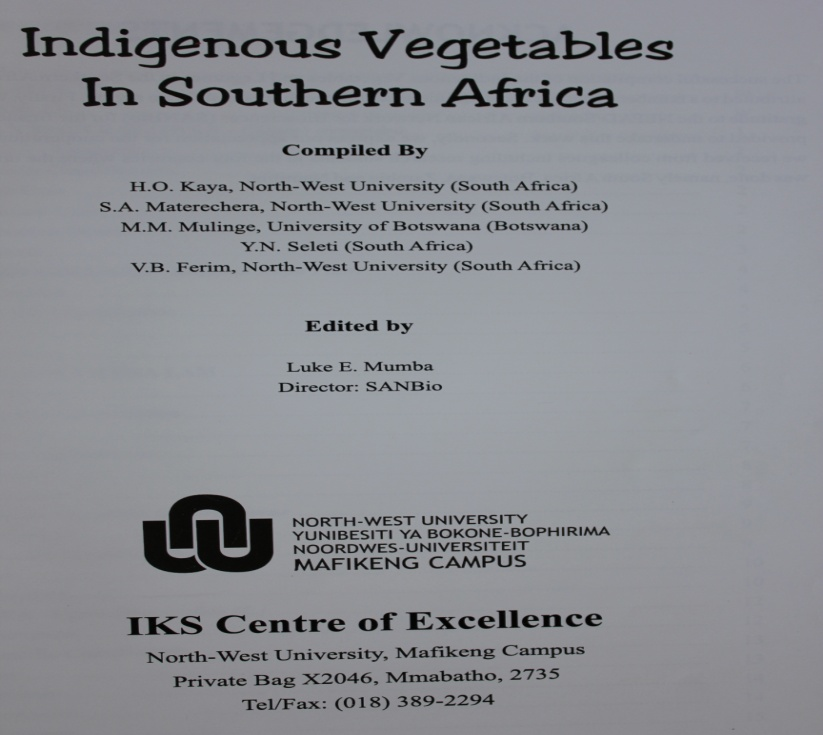 Indigenous Vegetables
In Southern Africa
Compiled By
H.O. Kaya, North-West University (South Africa)
S.A. Materechera, North-West University (South Africa)
M.M. Mulinge, University of Botswana (Botswana)
Y.N. Seleti (South Africa)
V.B. Ferim, North-West University (South Africa)
Edited by
Luke E. Mumba
Director: SANBio
NORTH-WEST UNIVERSITY
YUNIBESITI YA BOKONE-BOPHIRIMA
NOORDWES-UNIVERSITEIT
MAFIKENG CAMPUS
IKS Centre of Excellence
North-West University, Mafikeng Campus
Private Bag X2046, Mmabatho, 2735
Tel/Fax: (018) 389-2294